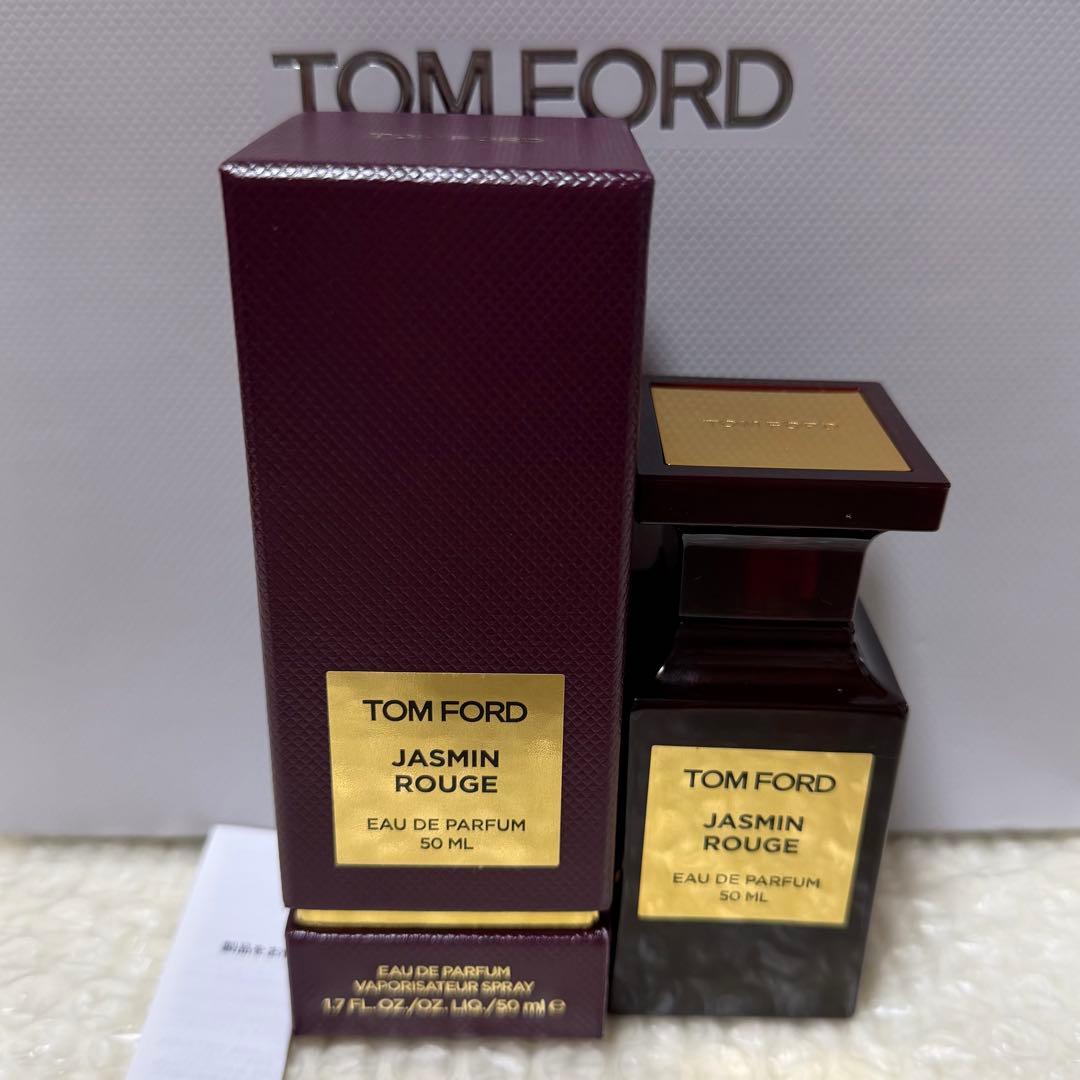 TOM FORD
TOM FORD
TOM FORD
TOM FORD
JASMIN
ROUGE
EAU DE PARFUM
50 ML
EAU DE PARFUM
VAPORISATEUR SPRAY
1.7 FL. OZ./OZ. LIQ./50 ml e
TOM FORD
JASMIN
ROUGE
EAU DE PARFUM
50 ML